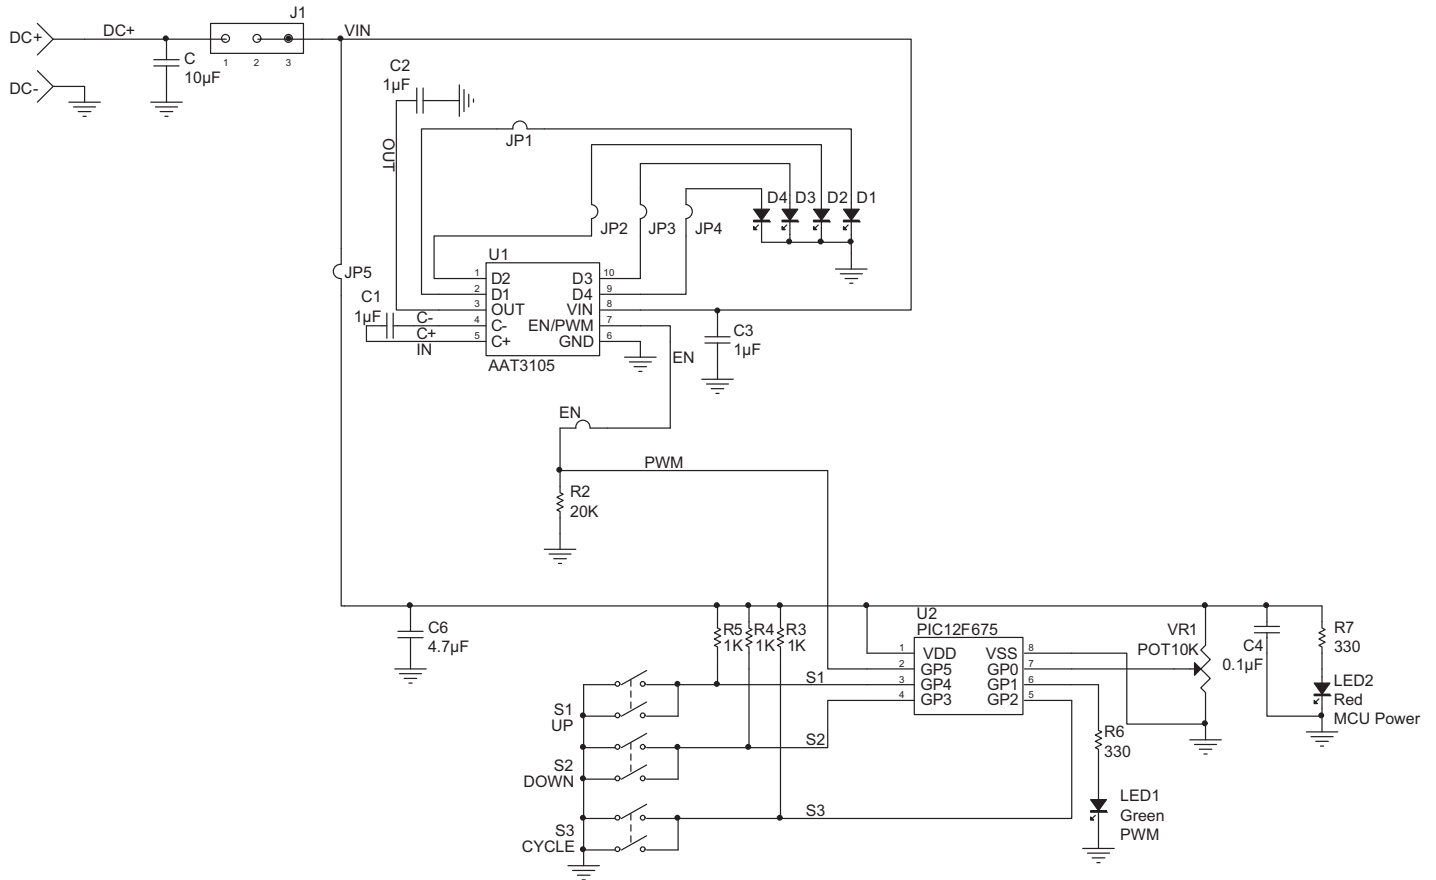 J1
DC+
DC+
VIN
C
10µF
1 2 3
DC-
C2
1µF
OUT
JP1
D4 D3 D2 D1
JP2 JP3 JP4
U1
JP5
1 D2 D3 10
2 D1 D4 9
3 OUT VIN 8
4 C- EN/PWM 7
5 C+ GND 6
C1
1µF
C-
C+
IN
AAT3105
C3
1µF
EN
EN
PWM
R2
20K
C6
4.7µF
R5 R4 R3
1K 1K 1K
U2
PIC12F675
1 VDD VSS 8
2 GP5 GP0 7
3 GP4 GP1 6
4 GP3 GP2 5
VR1
POT10K
C4
0.1µF
R7
330
LED2
Red
MCU Power
S1
S1
UP
S2
S2
DOWN
S3
S3
CYCLE
R6
330
LED1
Green
PWM